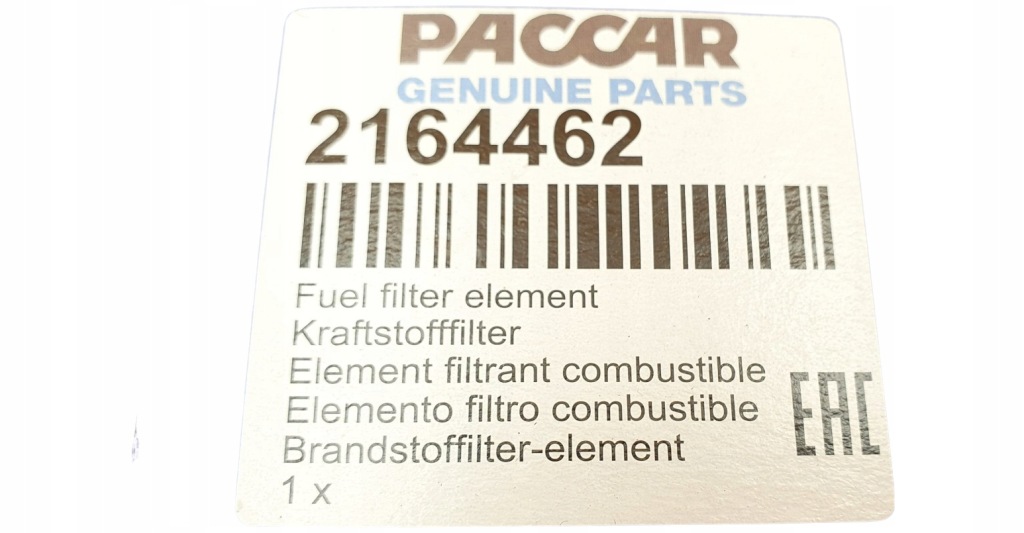 PACCAR
GENUINE PARTS
2164462
Fuel filter element
Kraftstofffilter
Element filtrant combustible
Elemento filtro combustible
Brandstoffilter-element
1 x
EAC